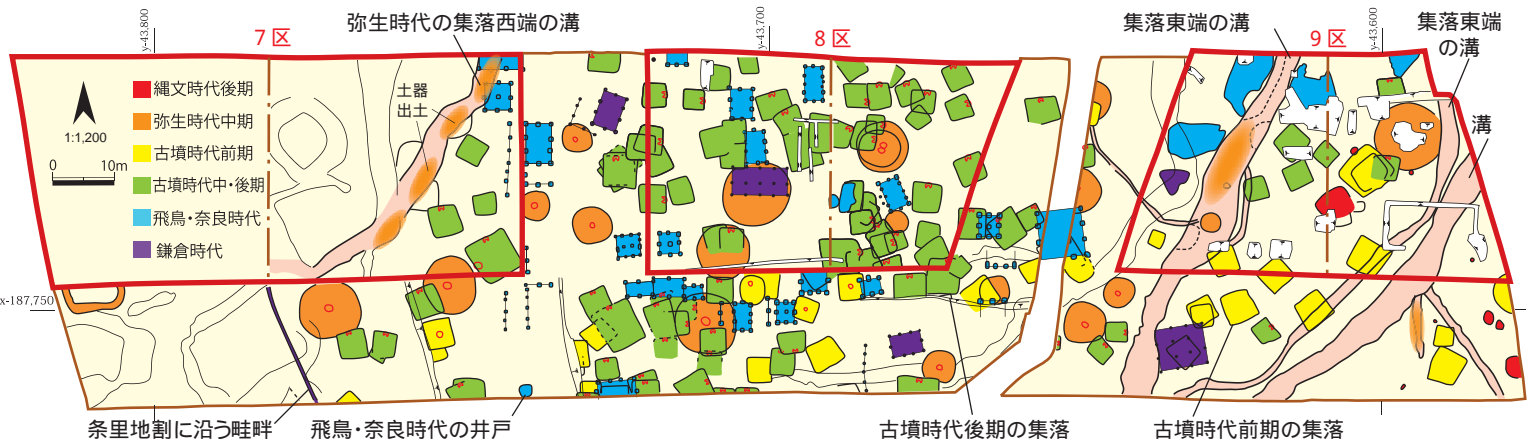 y-43,800
y-43,700
y-43,600
弥生時代の集落西端の溝
集落東端の溝
集落東端
の溝
7 区
8 区
9 区
溝
土器
出土
1:1,200
0 10m
縄文時代後期
弥生時代中期
古墳時代前期
古墳時代中・後期
飛鳥・奈良時代
鎌倉時代
x-187,750
条里地割に沿う畦畔
飛鳥・奈良時代の井戸
古墳時代後期の集落
古墳時代前期の集落